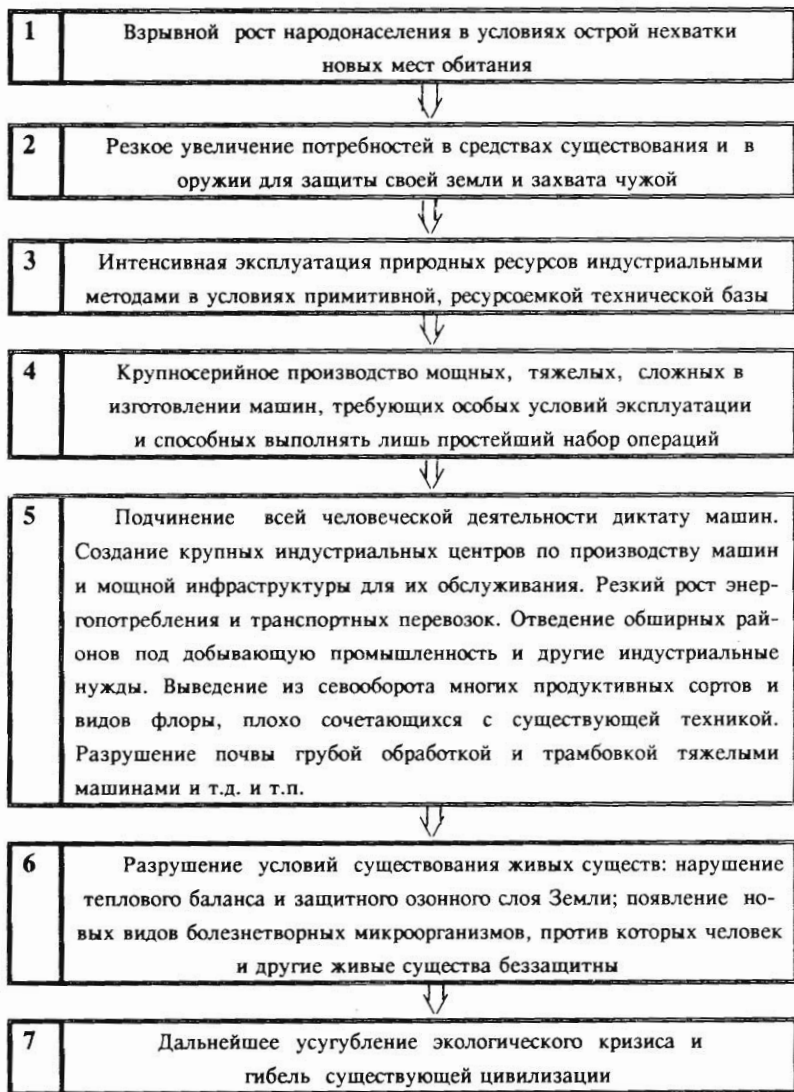 1 Взрывной рост народонаселения в условиях острой нехватки
новых мест обитания
2 Резкое увеличение потребностей в средствах существования и в
оружии для защиты своей земли и захвата чужой
3 Интенсивная эксплуатация природных ресурсов индустриальными
методами в условиях примитивной, ресурсоемкой технической базы
4 Крупносерийное производство мощных, тяжелых, сложных в
изготовлении машин, требующих особых условий эксплуатации
и способных выполнять лишь простейший набор операций
5 Подчинение всей человеческой деятельности диктату машин.
Создание крупных индустриальных центров по производству машин
и мощной инфраструктуры для их обслуживания. Резкий рост энер-
гопотребления и транспортных перевозок. Отведение обширных рай-
онов под добывающую промышленность и другие индустриальные
нужды. Выведение из севооборота многих продуктивных сортов и
видов флоры, плохо сочетающихся с существующей техникой.
Разрушение почвы грубой обработкой и трамбовкой тяжелыми
машинами и т.д. и т.п.
6 Разрушение условий существования живых существ: нарушение
теплового баланса и защитного озонного слоя Земли; появление но-
вых видов болезнетворных микроорганизмов, против которых человек
и другие живые существа беззащитны
7 Дальнейшее усугубление экологического кризиса и
гибель существующей цивилизации